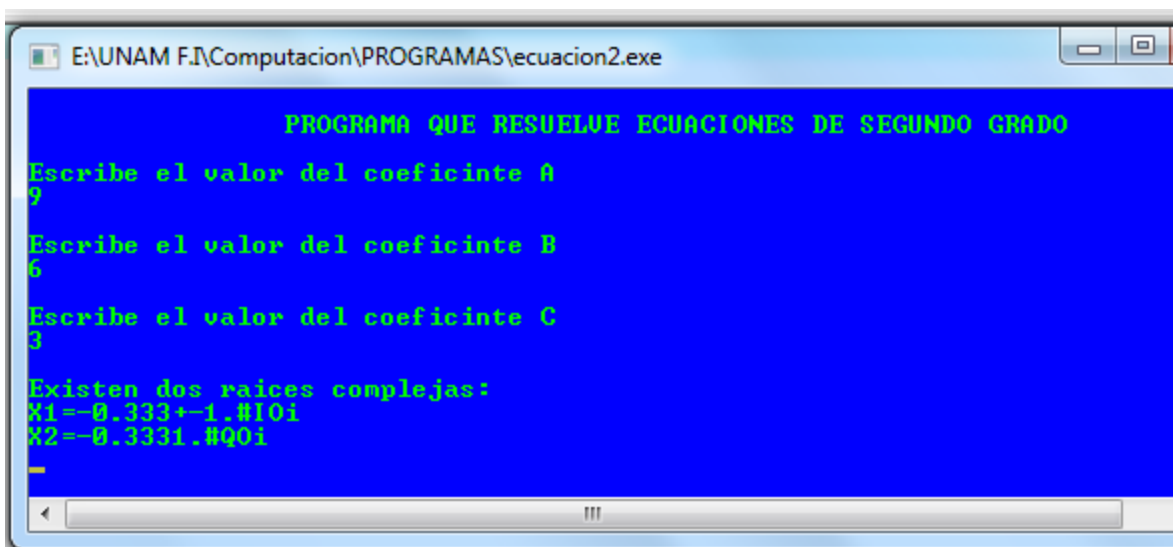 E:\UNAM F.I\Computacion\PROGRAMAS\ecuacion2.exe
PROGRAMA QUE RESUELVE ECUACIONES DE SEGUNDO GRADO
Escribe el valor del coeficinte A
9
Escribe el valor del coeficinte B
6
Escribe el valor del coeficinte C
3
Existen dos raices complejas:
X1=-0.333+-1.#IOi
X2=-0.3331.#QOi